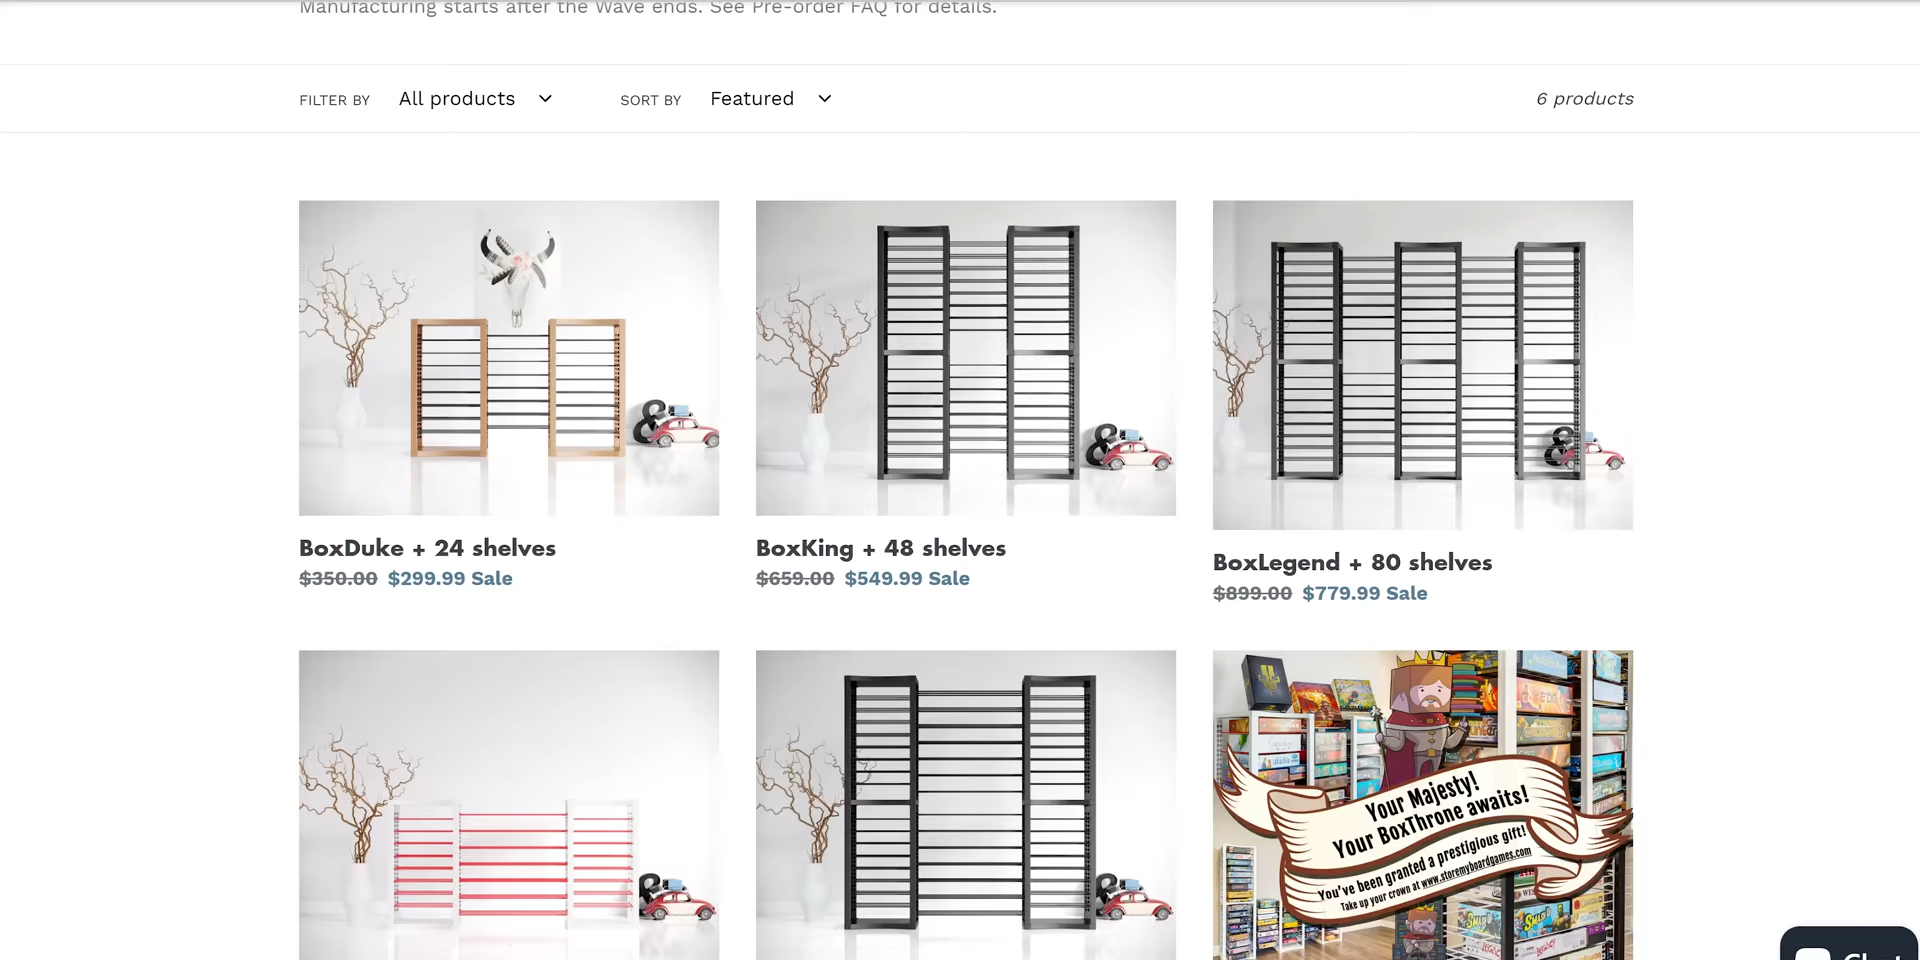 Manufacturing starts after the Wave ends. See Pre-order FAQ for details.
FILTER BY All products SORT BY Featured 6 products
BoxDuke + 24 shelves
$350.00 $299.99 Sale
BoxKing + 48 shelves
$659.00 $549.99 Sale
BoxLegend + 80 shelves
$899.00 $779.99 Sale
&
&
&
&
&
Your Majesty!
Your BoxThrone awaits!
You've been granted a prestigious gift!
Take up your crown at www.storemyboardgames.com
SMASH UP
LEGACY